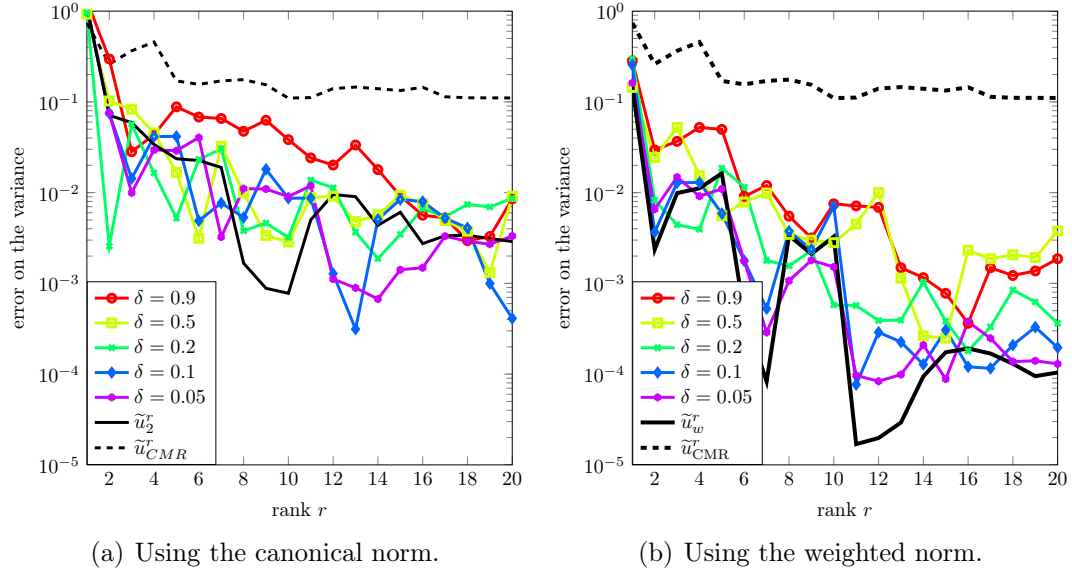 10^0
10^−1
10^−2
10^−3
10^−4
10^−5
error on the variance
2 4 6 8 10 12 14 16 18 20
rank r
δ = 0.9
δ = 0.5
δ = 0.2
δ = 0.1
δ = 0.05
ũ_2^r
ũ_{CMR}^r
(a) Using the canonical norm.
10^0
10^−1
10^−2
10^−3
10^−4
10^−5
error on the variance
2 4 6 8 10 12 14 16 18 20
rank r
δ = 0.9
δ = 0.5
δ = 0.2
δ = 0.1
δ = 0.05
ũ_w^r
ũ_{CMR}^r
(b) Using the weighted norm.